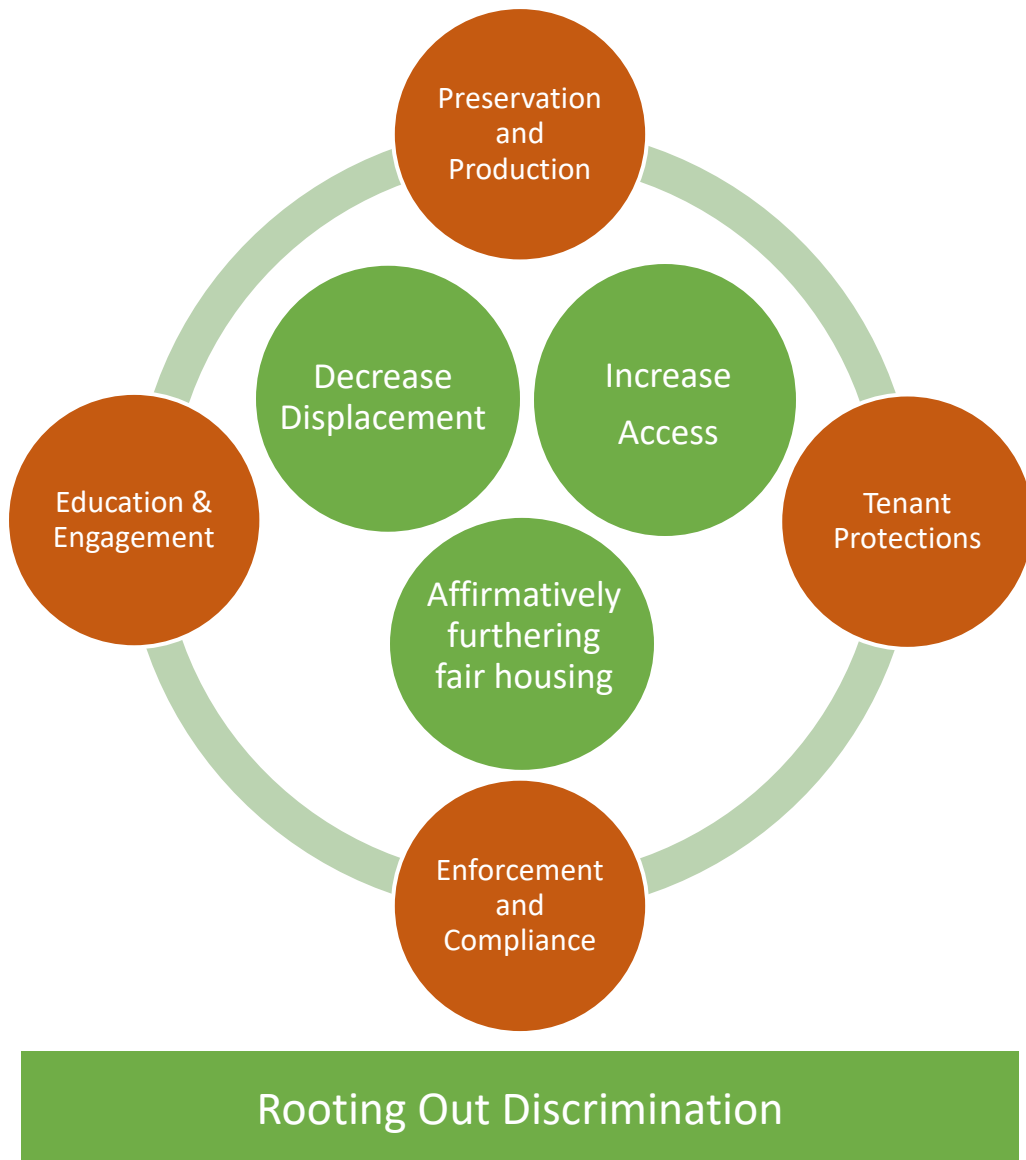 Preservation
and
Production
Decrease
Displacement
Increase
Access
Education &
Engagement
Tenant
Protections
Affirmatively
furthering
fair housing
Enforcement
and
Compliance
Rooting Out Discrimination